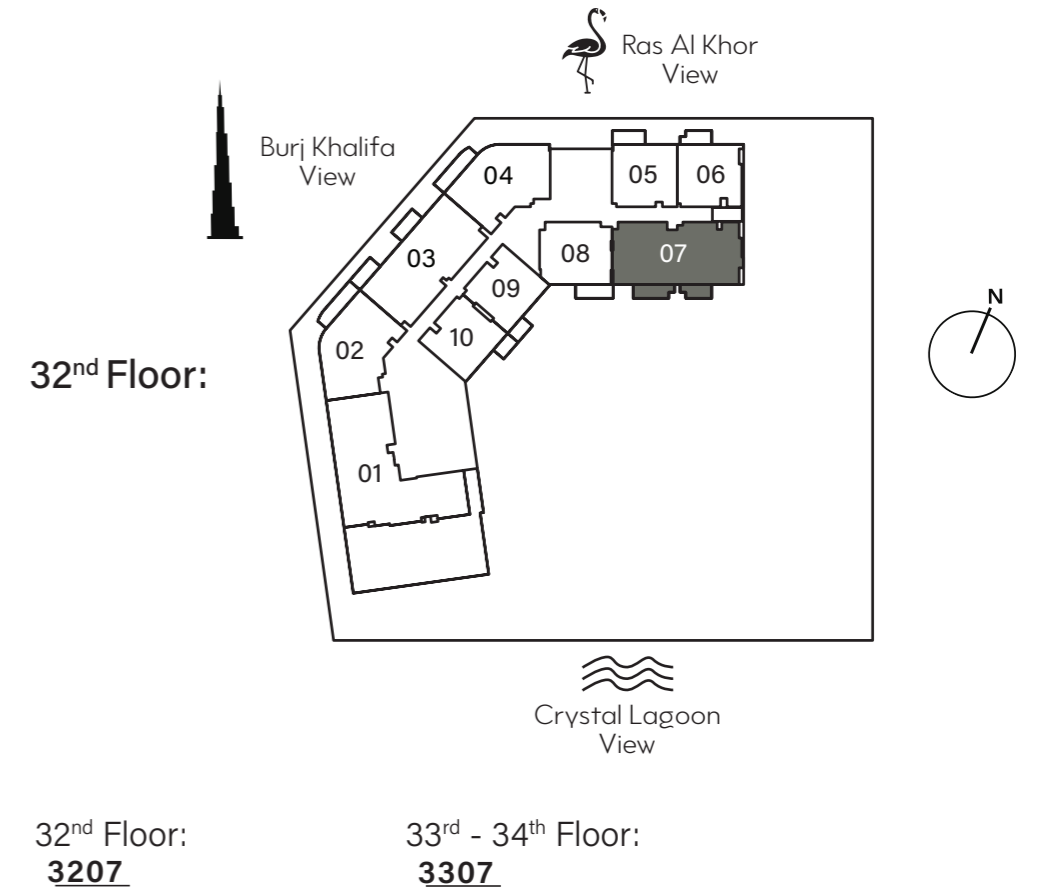 Ras Al Khor
View
Burj Khalifa
View
04
05
06
03
08
07
09
10
02
N
32nd Floor:
01
Crystal Lagoon
View
32nd Floor:
3207
33rd - 34th Floor:
3307